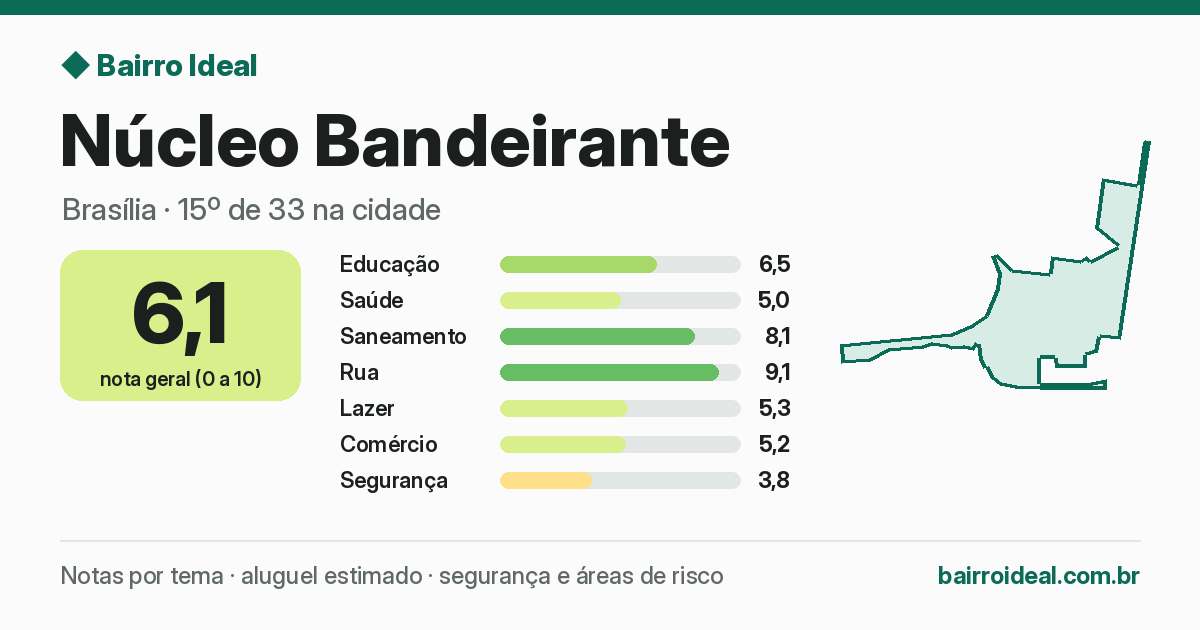 Bairro Ideal
Núcleo Bandeirante
Brasília · 15º de 33 na cidade
6,1
nota geral (0 a 10)
Educação 6,5
Saúde 5,0
Saneamento 8,1
Rua 9,1
Lazer 5,3
Comércio 5,2
Segurança 3,8
Notas por tema · aluguel estimado · segurança e áreas de risco
bairroideal.com.br